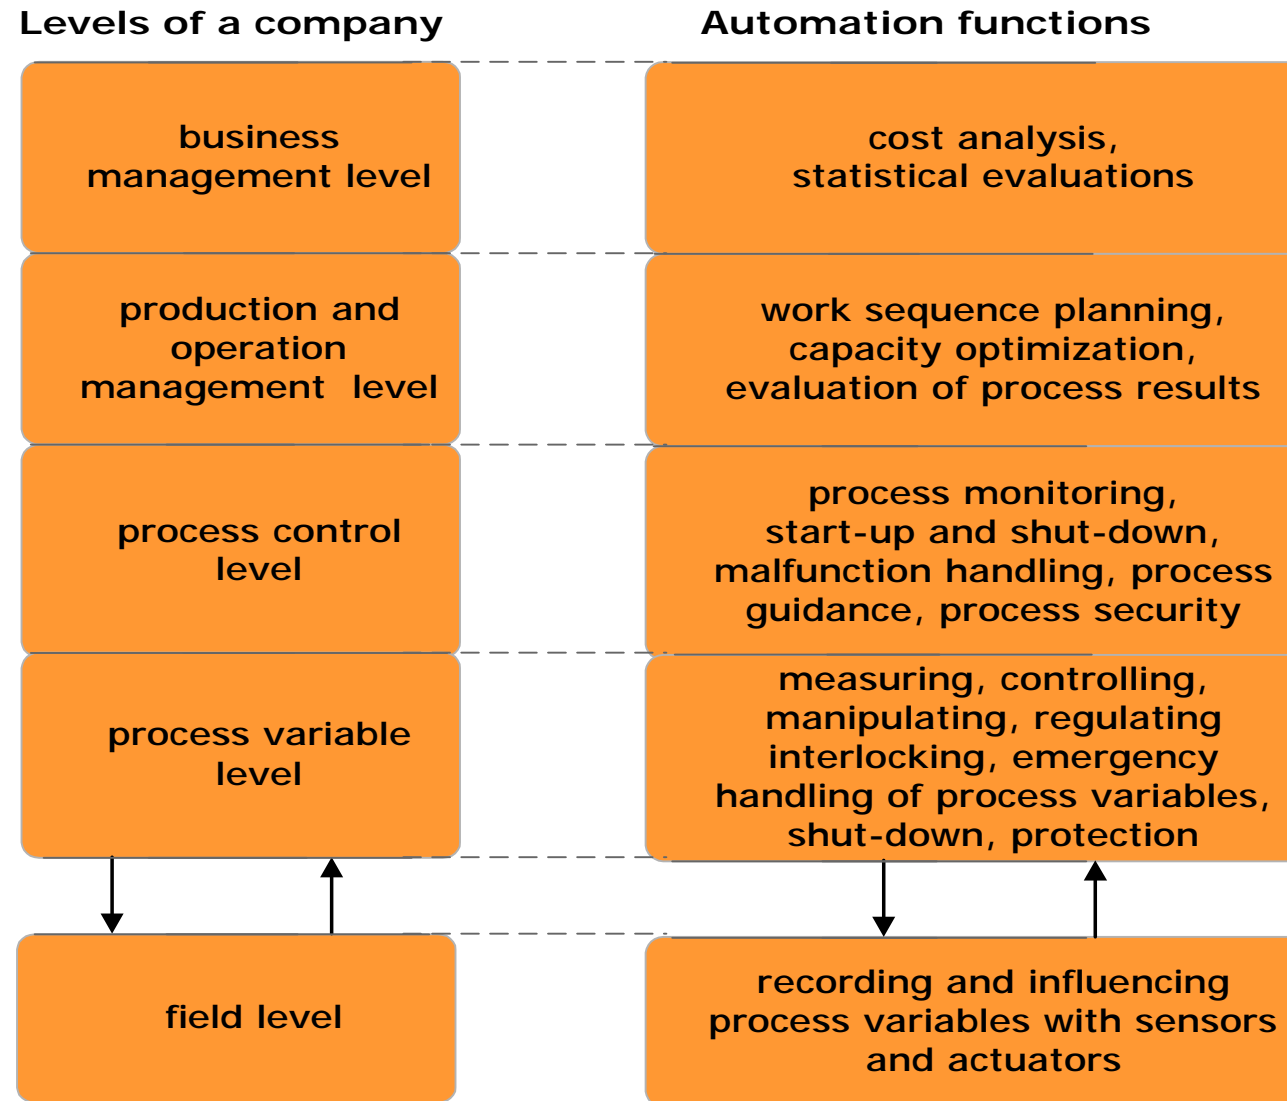 Levels of a company
Automation functions
business
management level
cost analysis,
statistical evaluations
production and
operation
management level
work sequence planning,
capacity optimization,
evaluation of process results
process control
level
process monitoring,
start-up and shut-down,
malfunction handling, process
guidance, process security
process variable
level
measuring, controlling,
manipulating, regulating
interlocking, emergency
handling of process variables,
shut-down, protection
field level
recording and influencing
process variables with sensors
and actuators